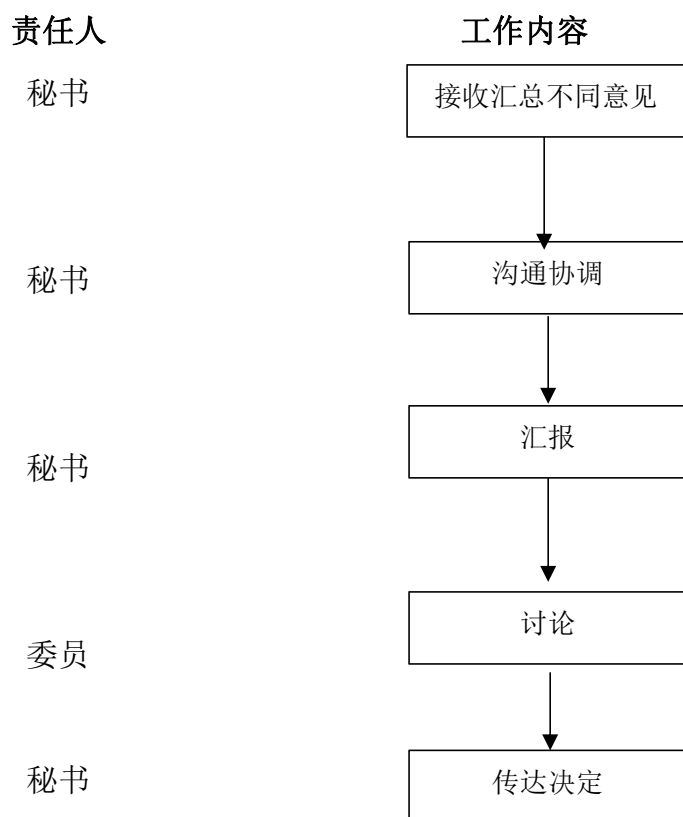 责任人 工作内容
秘书 接收汇总不同意见
秘书 沟通协调
秘书 汇报
委员 讨论
秘书 传达决定